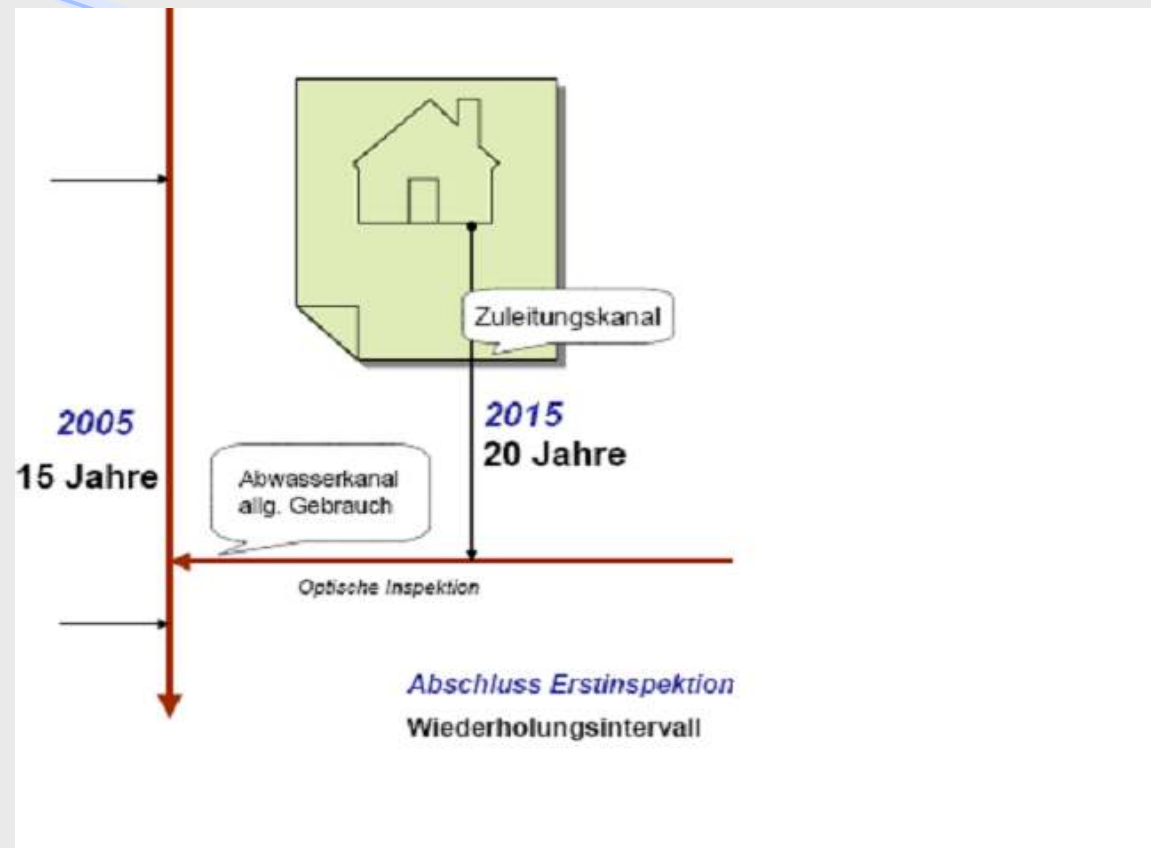 Zuleitungskanal
2005
15 Jahre
2015
20 Jahre
Abwasserkanal
allg. Gebrauch
Optische Inspektion
Abschluss Erstinspektion
Wiederholungsintervall